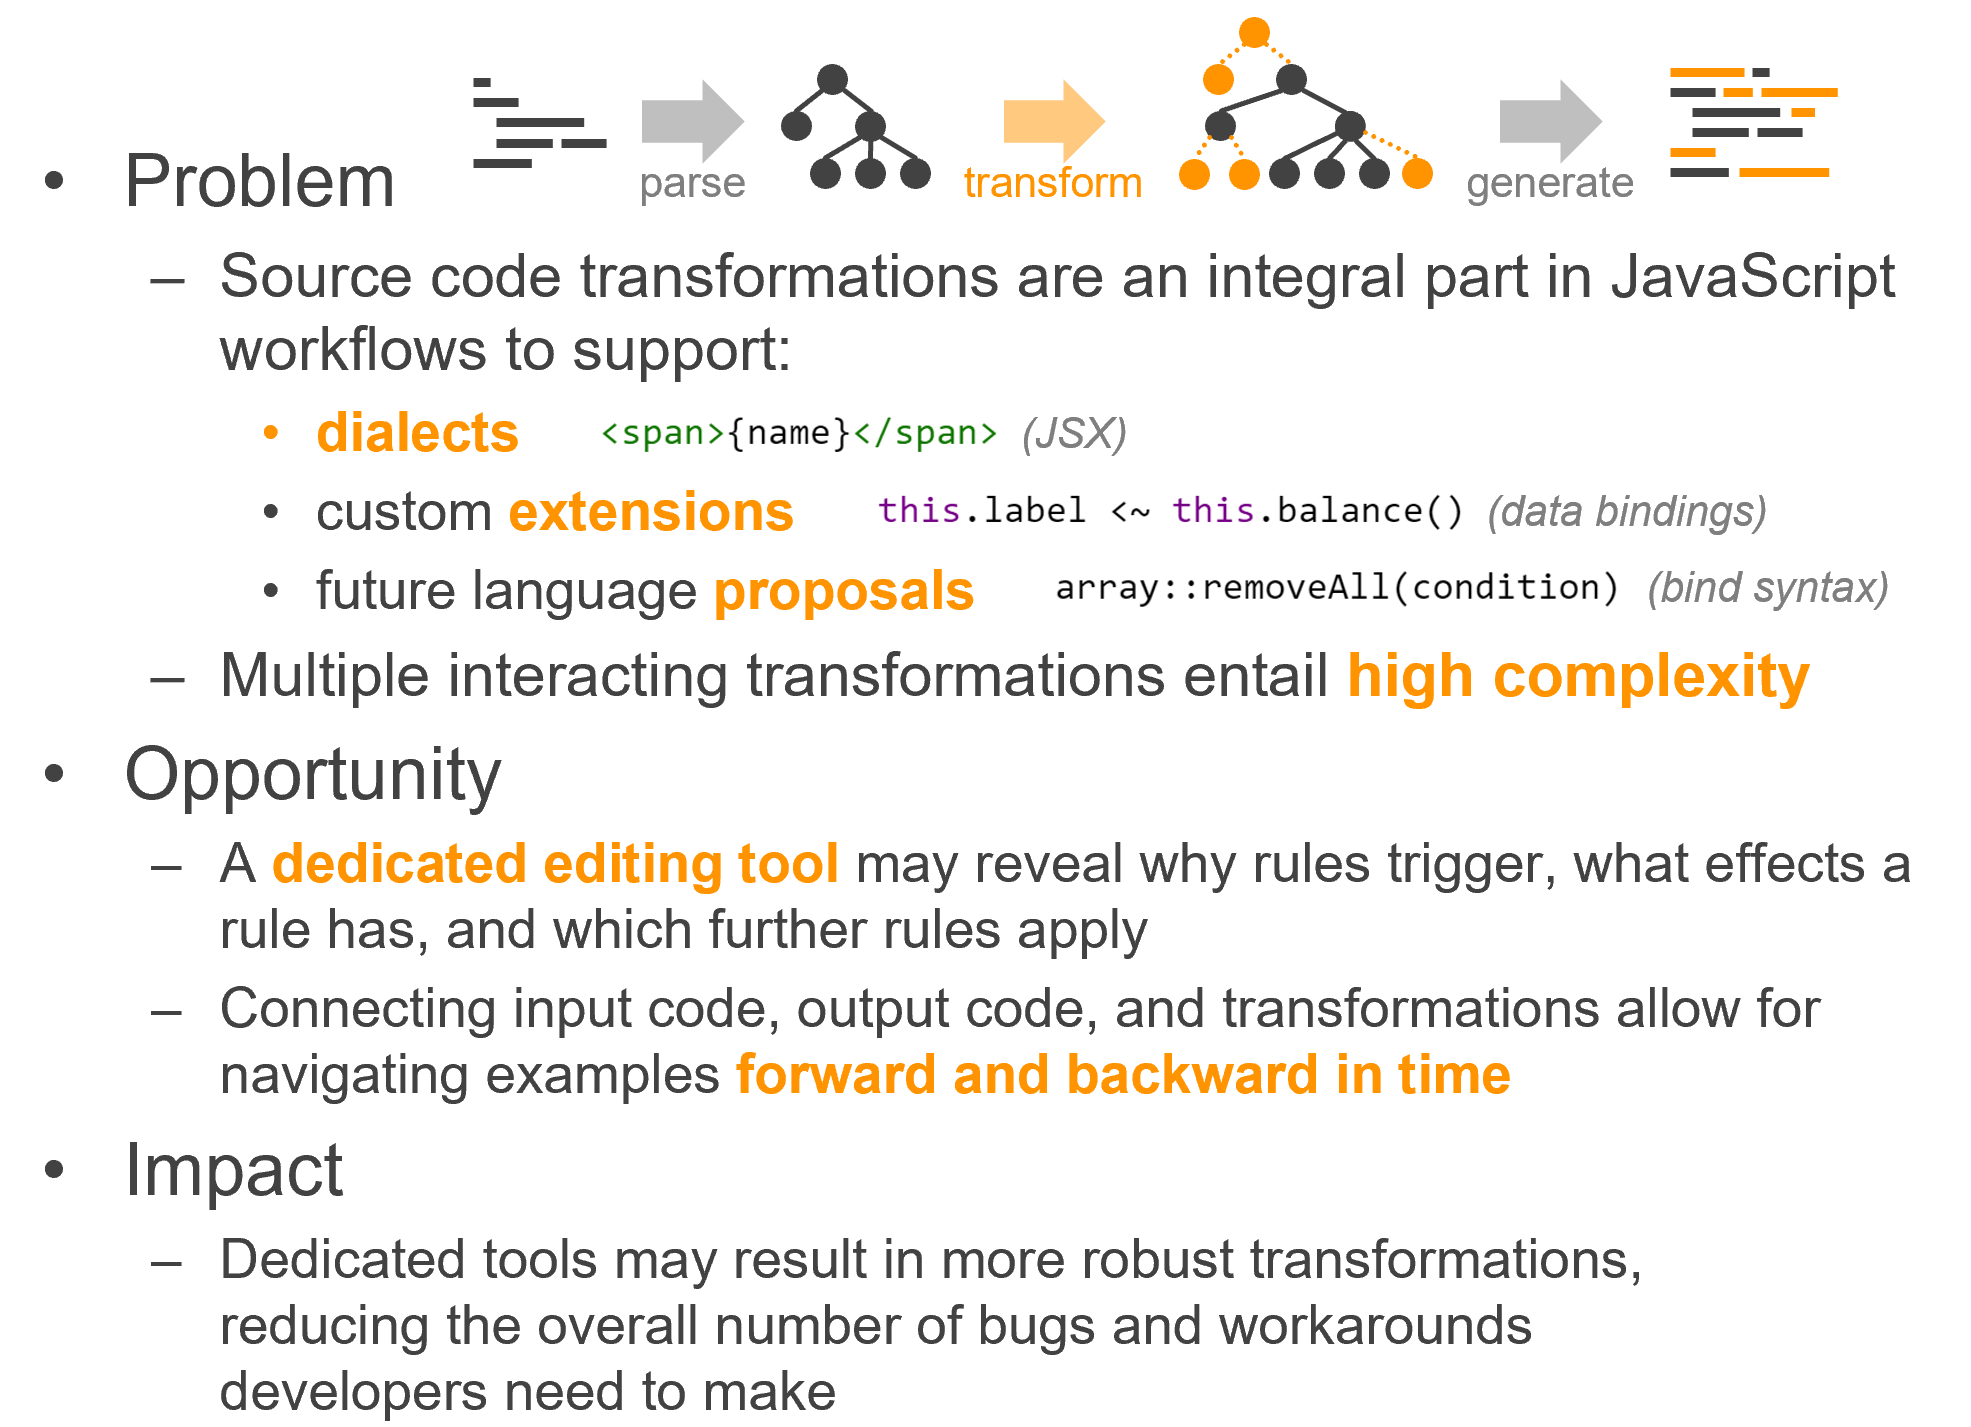 • Problem
parse
transform
generate
– Source code transformations are an integral part in JavaScript
workflows to support:
• dialects <span>{name}</span> (JSX)
• custom extensions this.label <~ this.balance() (data bindings)
• future language proposals array::removeAll(condition) (bind syntax)
– Multiple interacting transformations entail high complexity
• Opportunity
– A dedicated editing tool may reveal why rules trigger, what effects a
rule has, and which further rules apply
– Connecting input code, output code, and transformations allow for
navigating examples forward and backward in time
• Impact
– Dedicated tools may result in more robust transformations,
reducing the overall number of bugs and workarounds
developers need to make